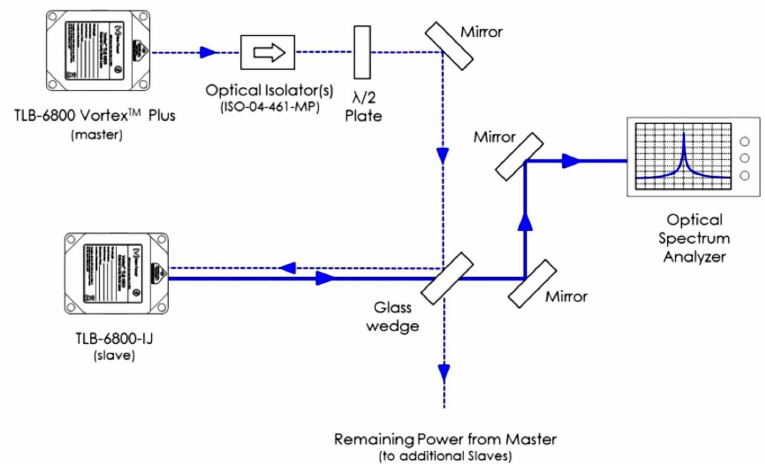 Mirror
Optical Isolator(s)
(ISO-04-461-MP)
λ/2
Plate
TLB-6800 Vortex™ Plus
(master)
Mirror
Optical
Spectrum
Analyzer
Glass
wedge
Mirror
TLB-6800-IJ
(slave)
Remaining Power from Master
(to additional Slaves)